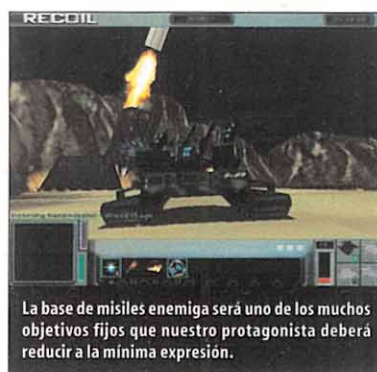 RECOIL
La base de misiles enemiga será uno de los muchos
objetivos fijos que nuestro protagonista deberá
reducir a la mínima expresión.